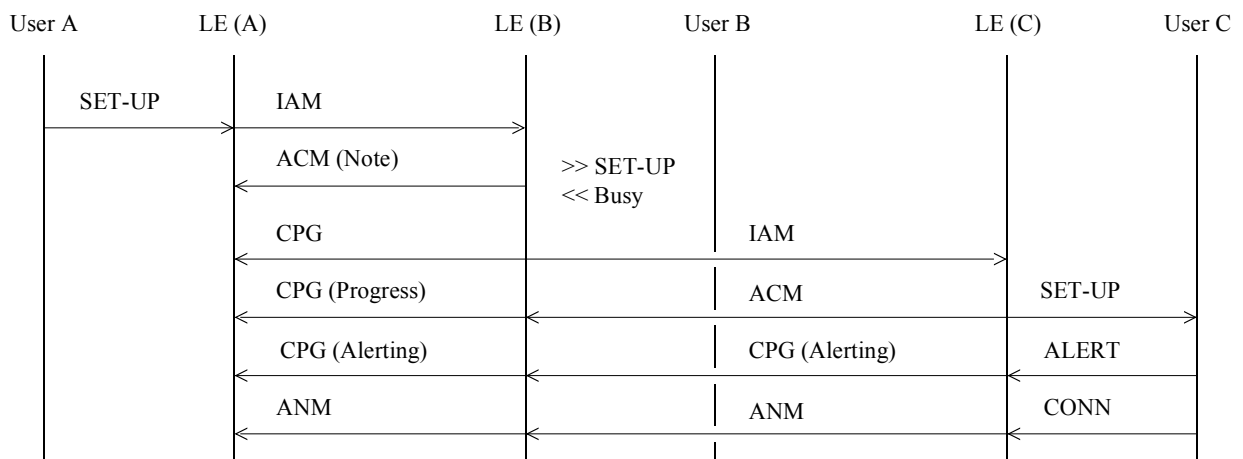 User A LE (A) LE (B) User B LE (C) User C
SET-UP IAM
ACM (Note)
>> SET-UP
<< Busy
CPG IAM
CPG (Progress) ACM SET-UP
CPG (Alerting) CPG (Alerting) ALERT
ANM ANM CONN